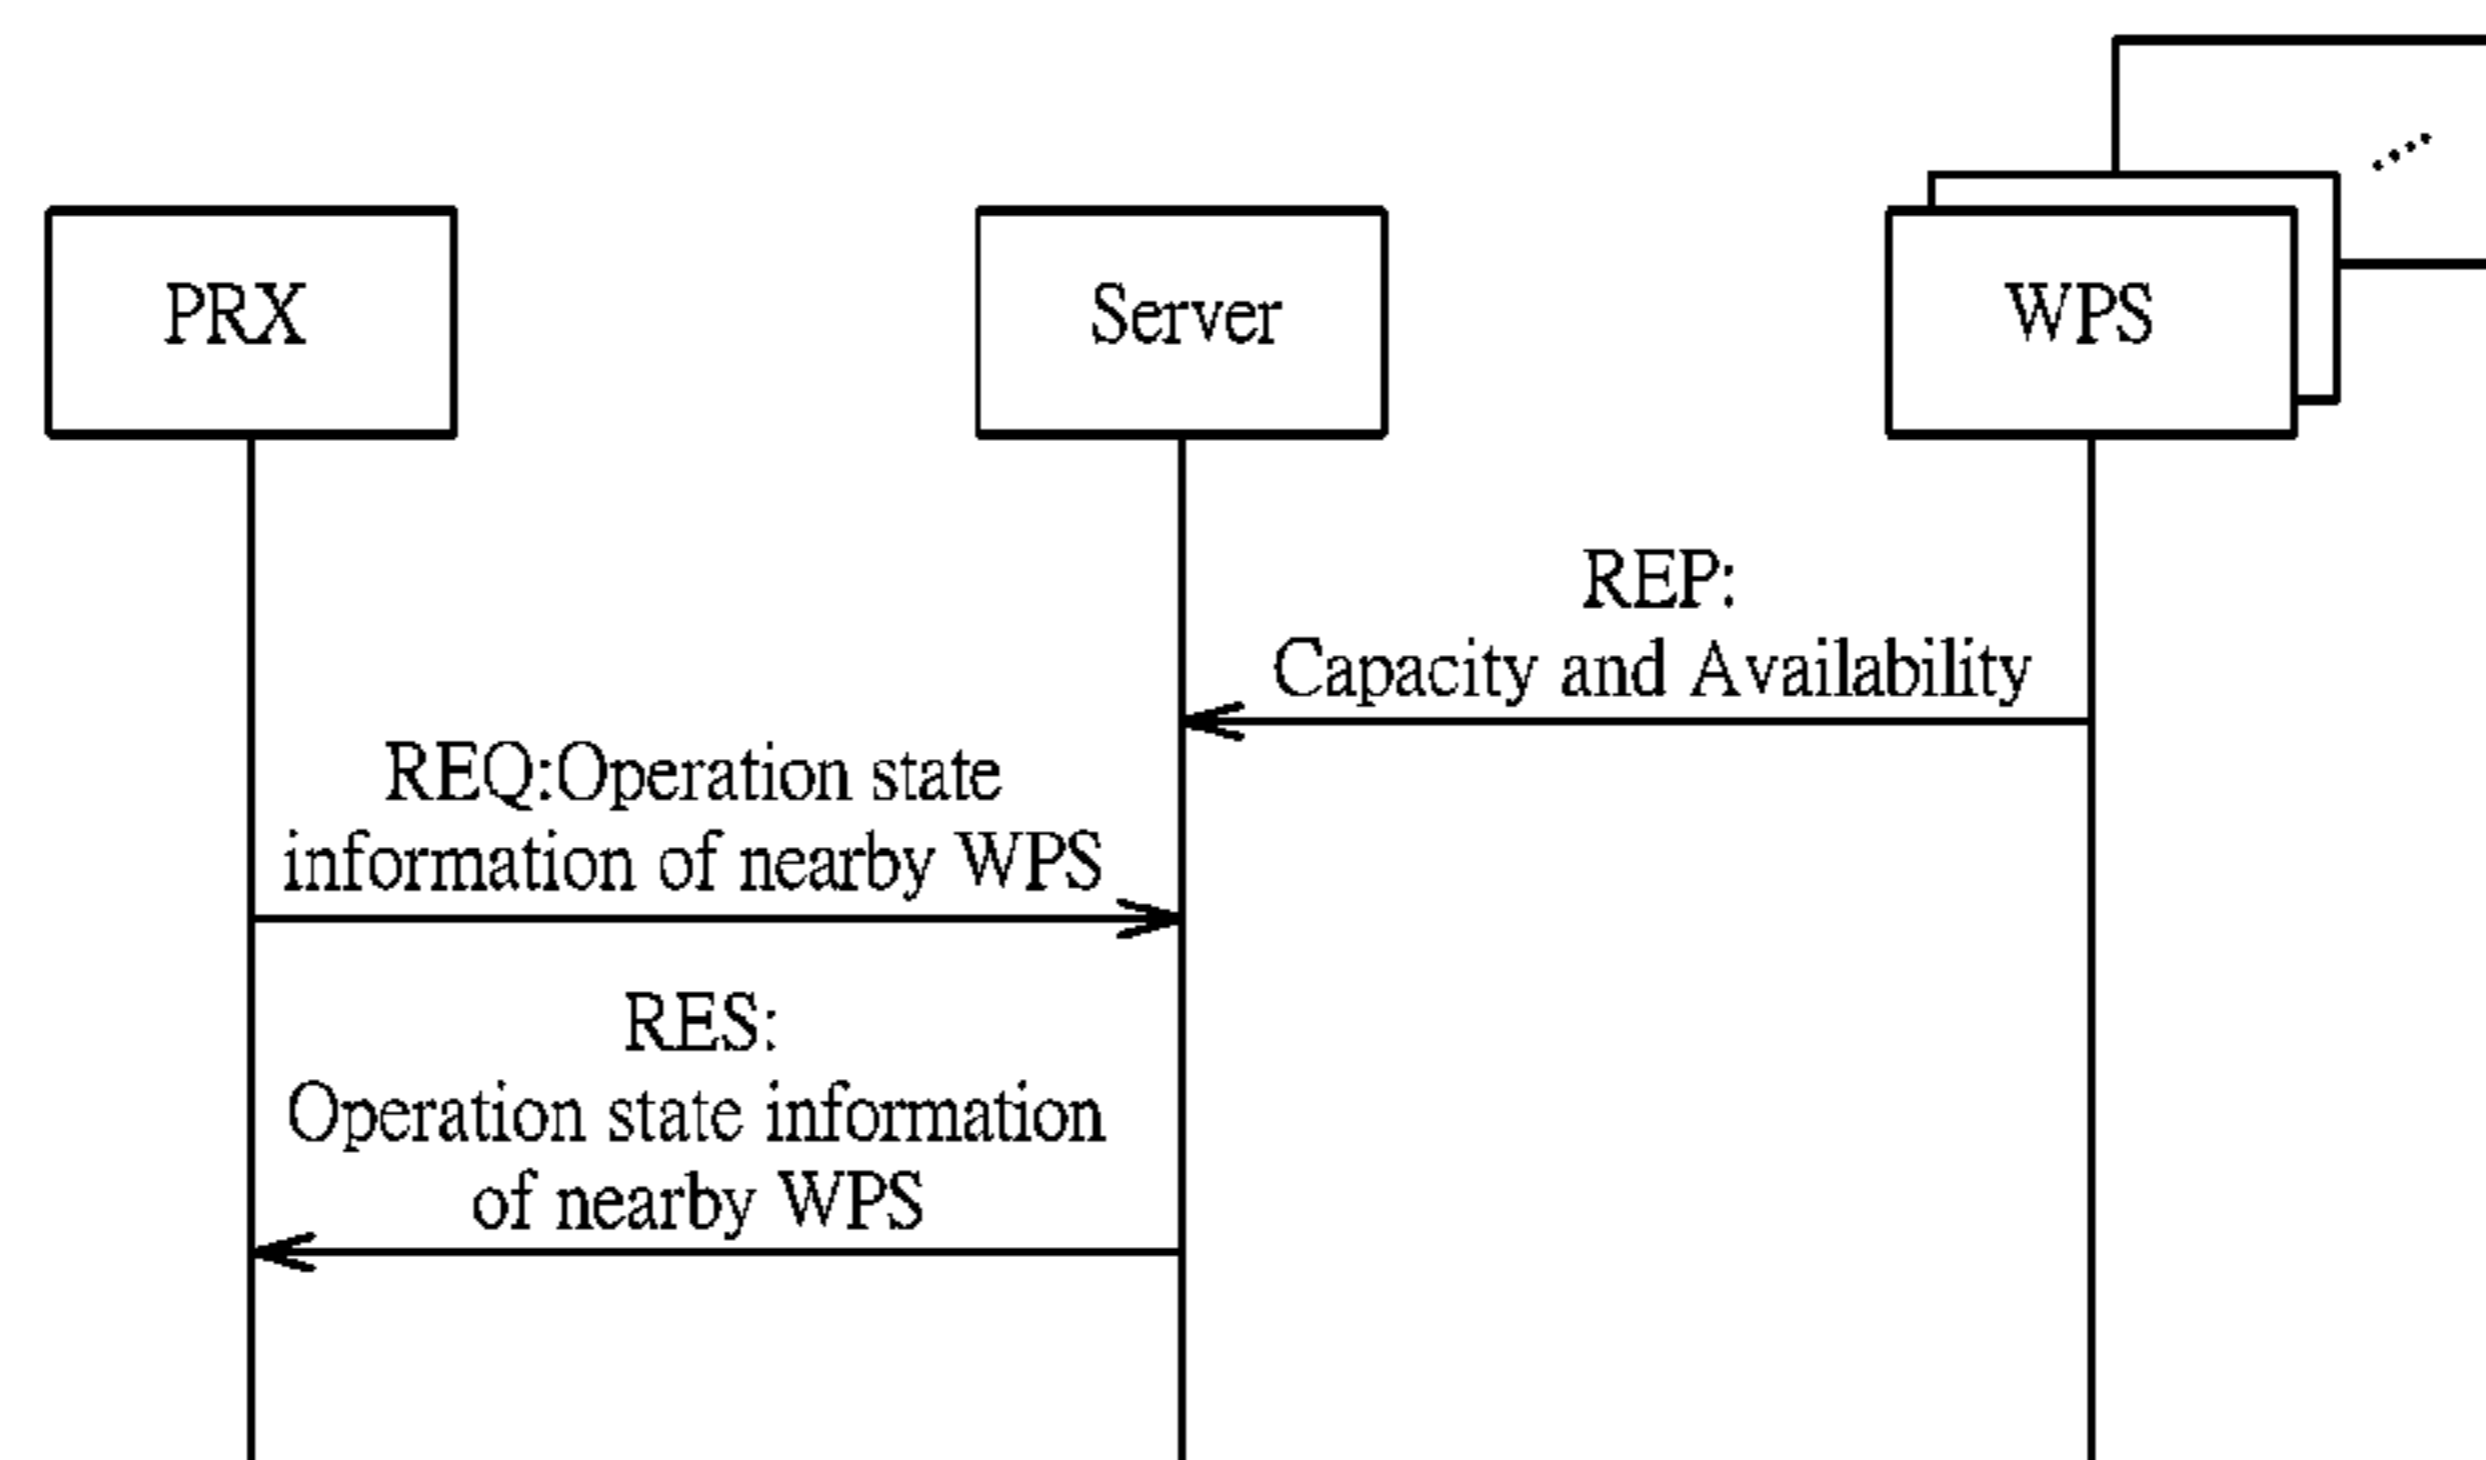 PRX
Server
WPS
REP:
Capacity and Availability
REQ:Operation state
information of nearby WPS
RES:
Operation state information
of nearby WPS